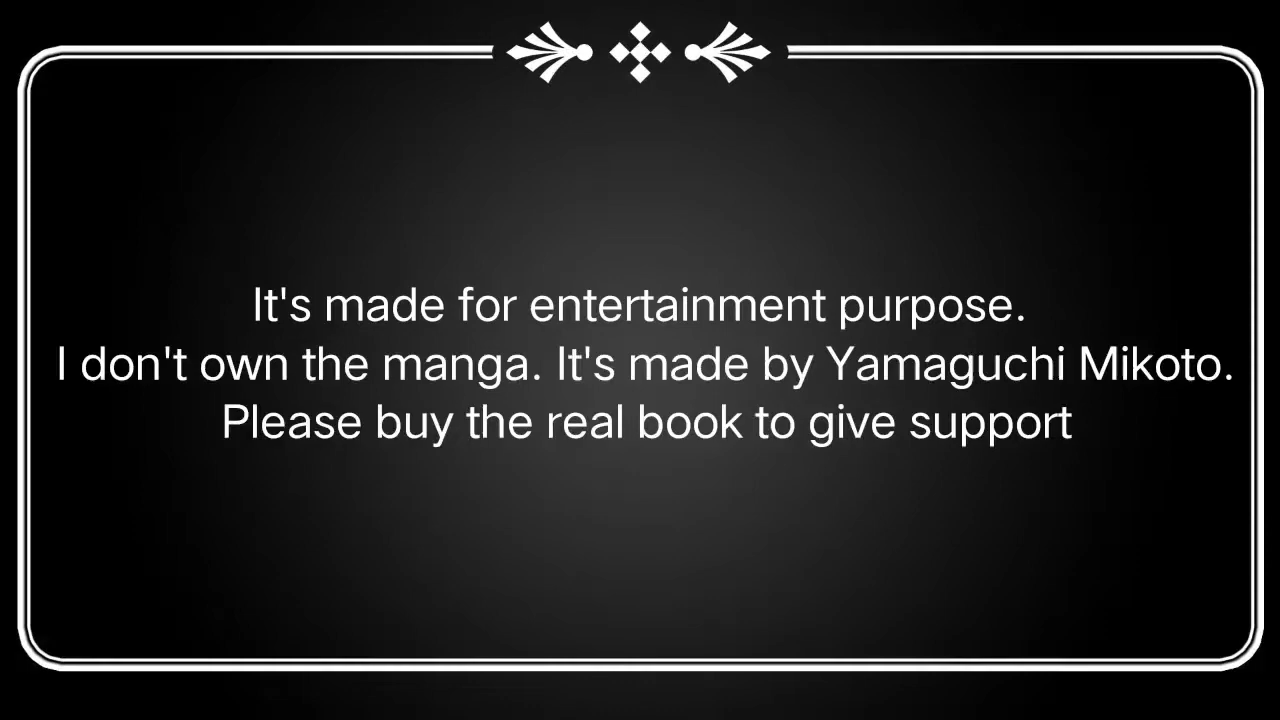 It's made for entertainment purpose.
I don't own the manga. It's made by Yamaguchi Mikoto.
Please buy the real book to give support